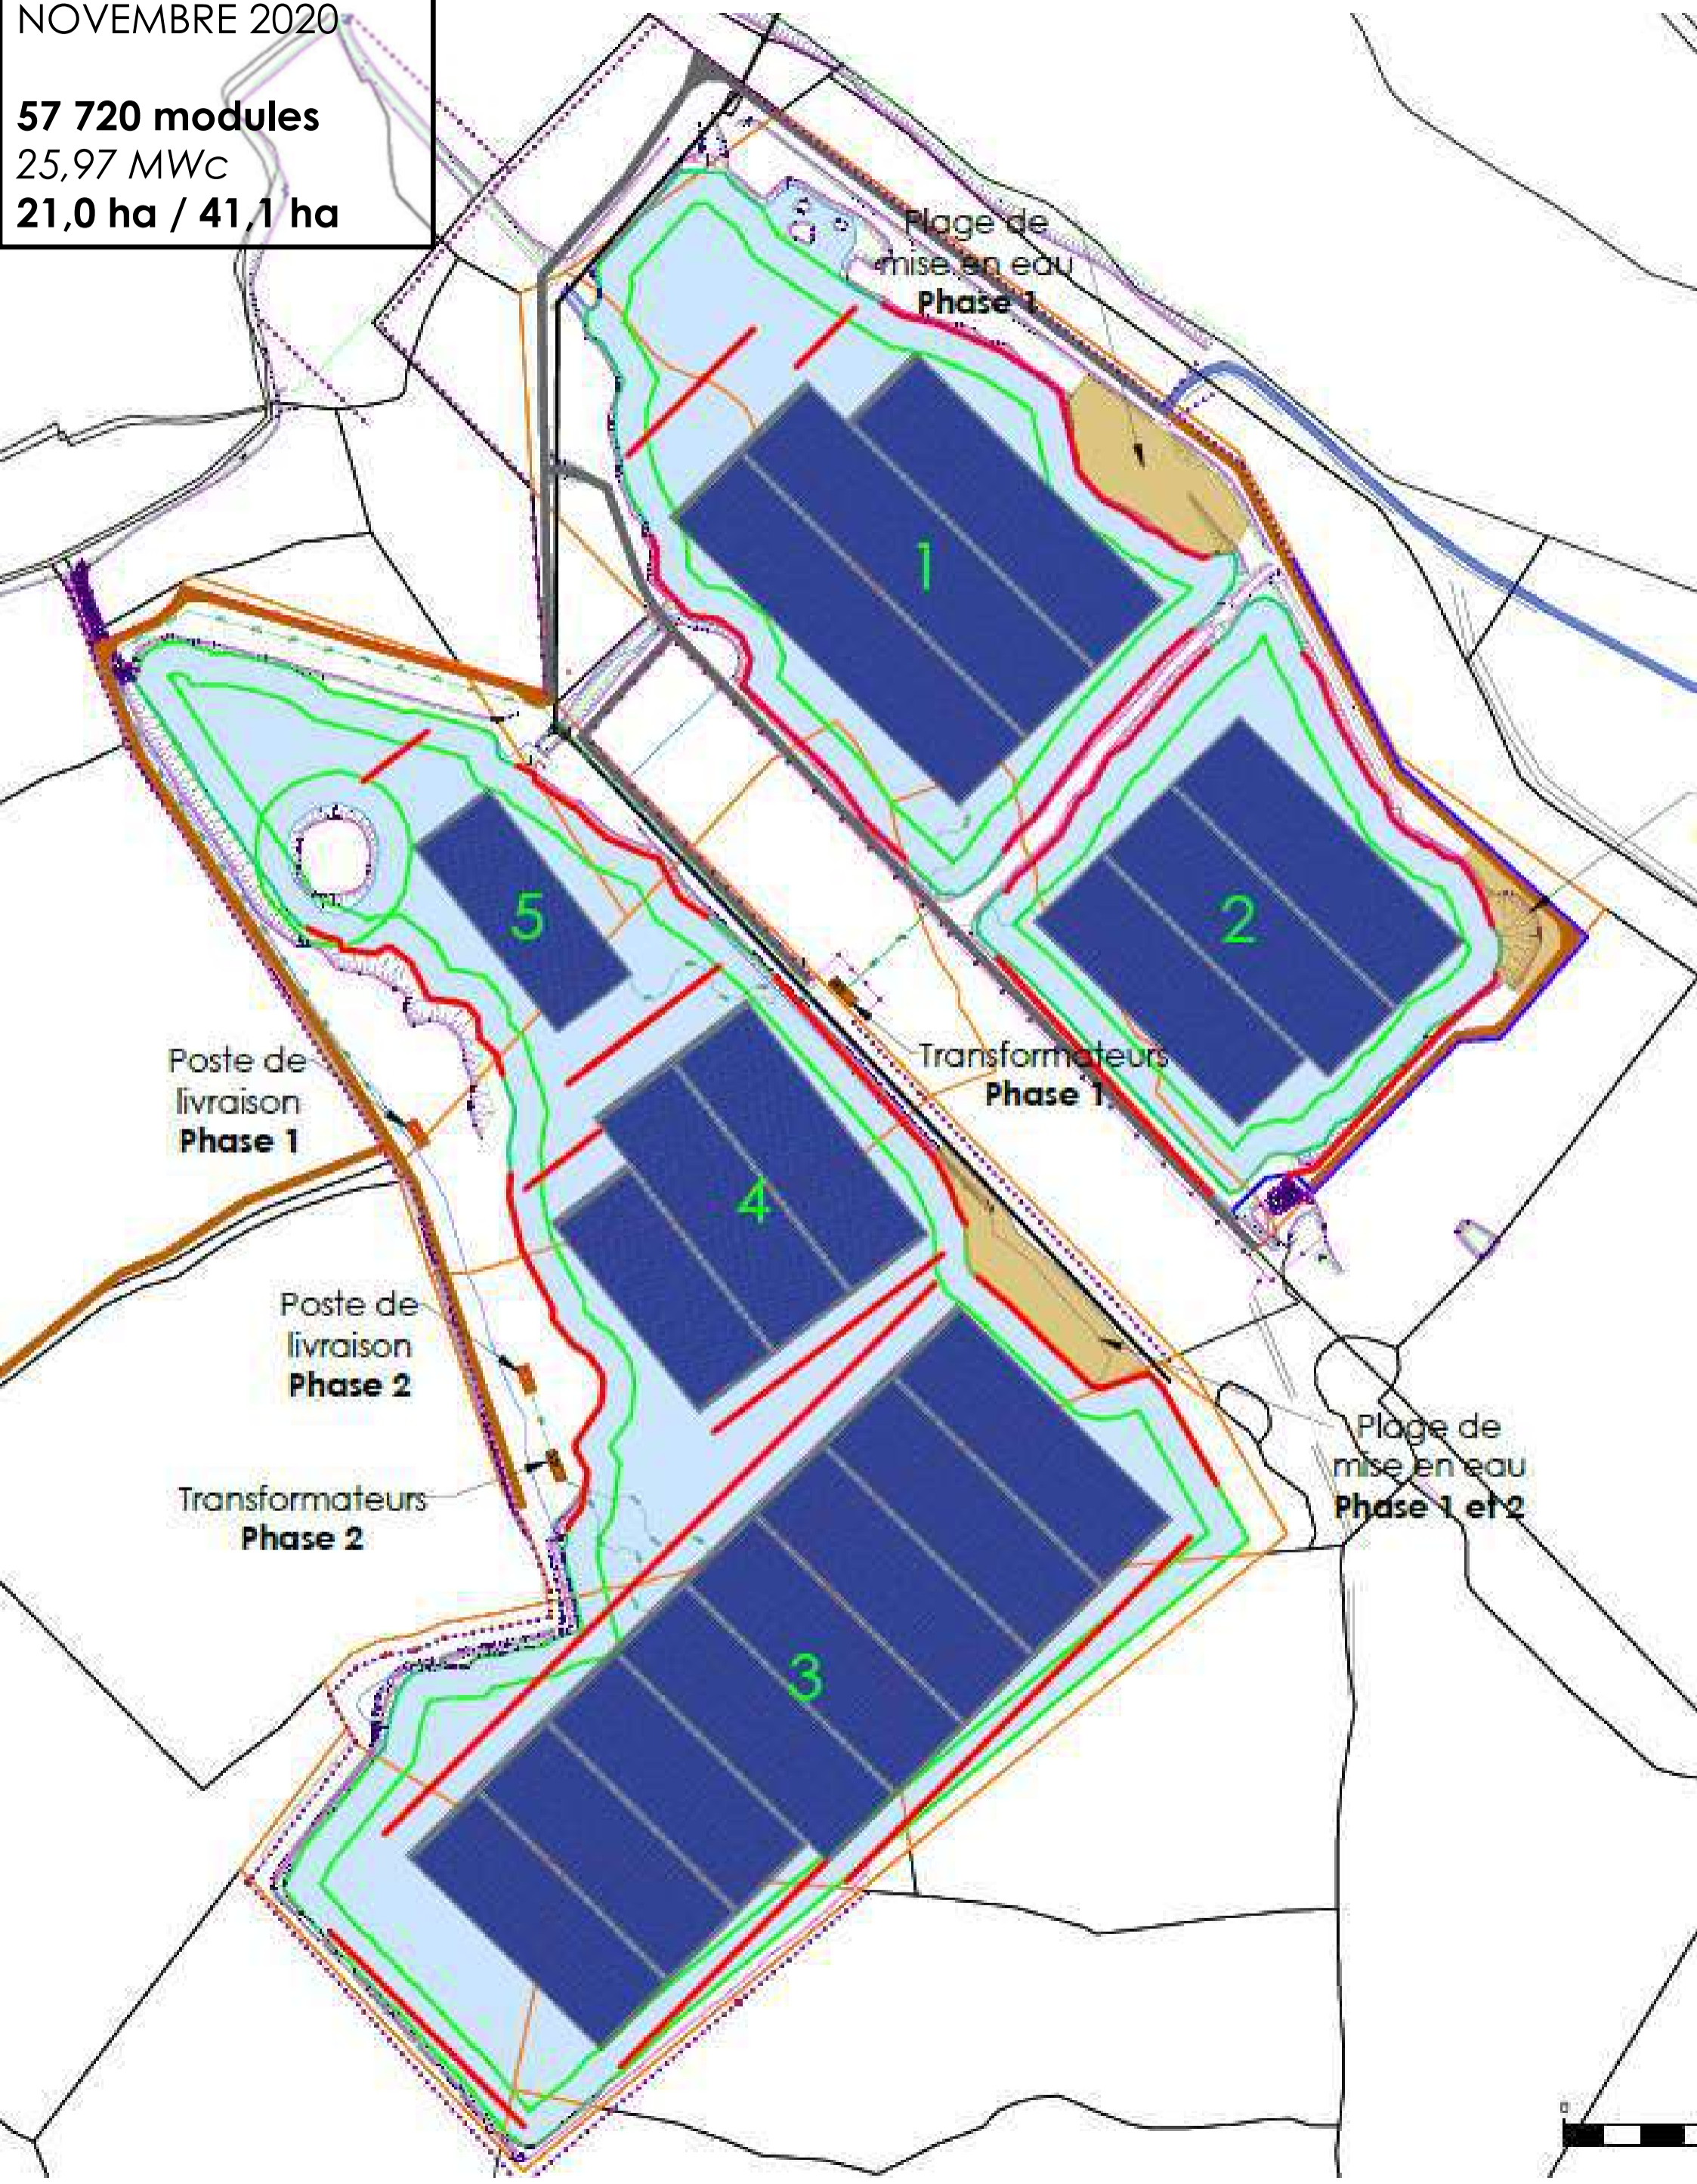 NOVEMBRE 2020
57 720 modules
25,97 MWc
21,0 ha / 41,1 ha
Plage de
mise en eau
Phase 1
1
2
5
Poste de
livraison
Phase 1
Transformateurs
Phase 1
4
Poste de
livraison
Phase 2
Plage de
mise en eau
Phase 1 et 2
Transformateurs
Phase 2
3
0